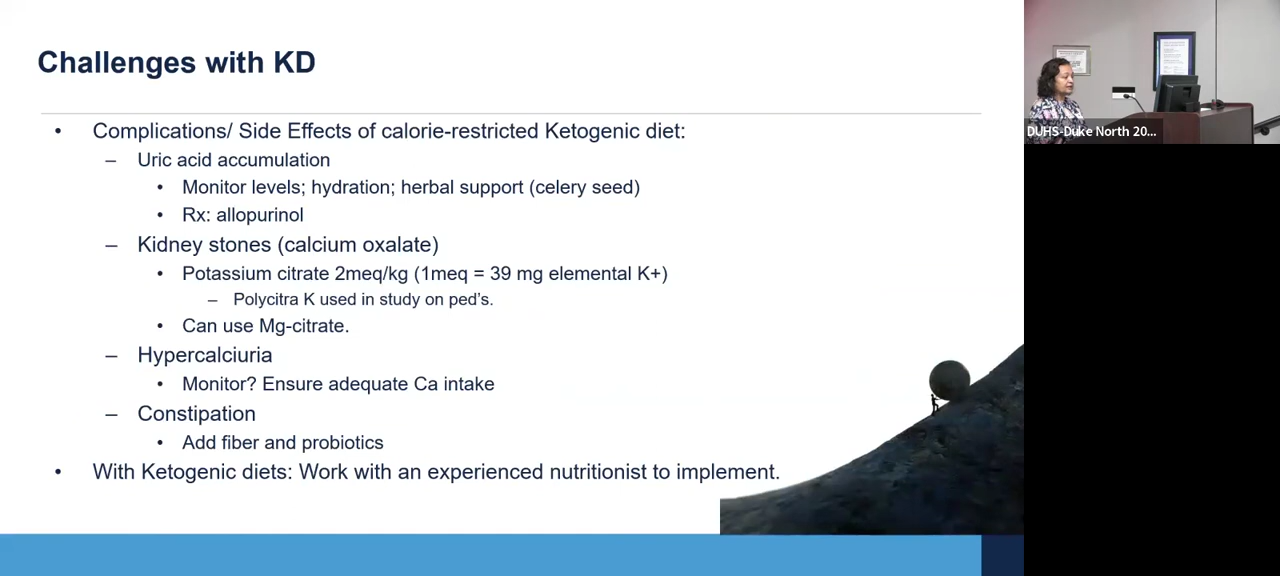 Challenges with KD
• Complications/ Side Effects of calorie-restricted Ketogenic diet:
– Uric acid accumulation
• Monitor levels; hydration; herbal support (celery seed)
• Rx: allopurinol
– Kidney stones (calcium oxalate)
• Potassium citrate 2meq/kg (1meq = 39 mg elemental K+)
– Polycitra K used in study on ped’s.
• Can use Mg-citrate.
– Hypercalciuria
• Monitor? Ensure adequate Ca intake
– Constipation
• Add fiber and probiotics
• With Ketogenic diets: Work with an experienced nutritionist to implement.
DUHS-Duke North 20...